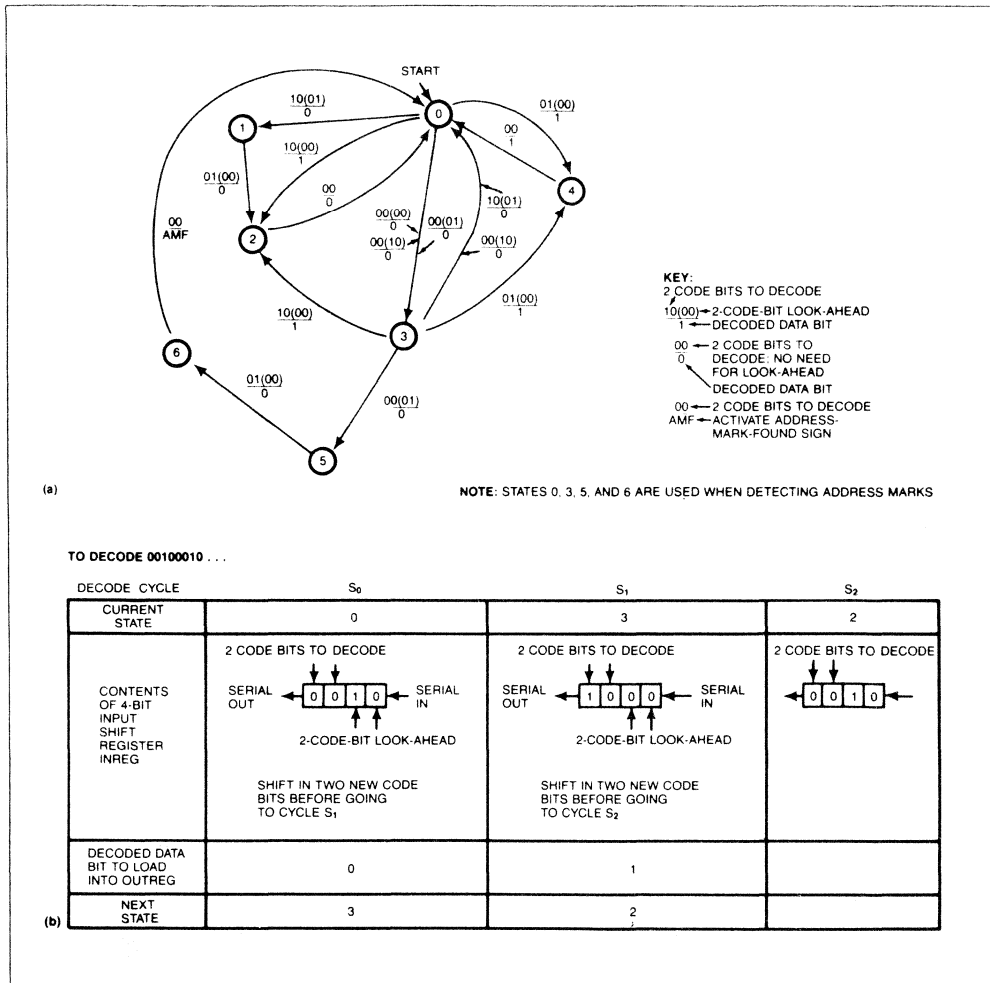 START
10(01)
0
0
01(00)
1
1
10(00)
1
00
1
01(00)
0
00
0
4
10(01)
0
00
AMF
2
00(00)
0
00(01)
0
00(10)
0
00(10)
0
10(00)
1
01(00)
1
3
6
01(00)
0
00(01)
0
5
KEY:
2 CODE BITS TO DECODE
10(00) 2-CODE-BIT LOOK-AHEAD
1 DECODED DATA BIT
00 2 CODE BITS TO
0 DECODE: NO NEED
FOR LOOK-AHEAD
DECODED DATA BIT
00 2 CODE BITS TO DECODE
AMF ACTIVATE ADDRESS-
MARK-FOUND SIGN
(a)
NOTE: STATES 0, 3, 5, AND 6 ARE USED WHEN DETECTING ADDRESS MARKS
TO DECODE 00100010 . . .
DECODE CYCLE S0 S1 S2
CURRENT
STATE
0 3 2
CONTENTS
OF 4-BIT
INPUT
SHIFT
REGISTER
INREG
2 CODE BITS TO DECODE
SERIAL
OUT
0 0 1 0
SERIAL
IN
2-CODE-BIT LOOK-AHEAD
SHIFT IN TWO NEW CODE
BITS BEFORE GOING
TO CYCLE S1
2 CODE BITS TO DECODE
SERIAL
OUT
1 0 0 0
SERIAL
IN
2-CODE-BIT LOOK-AHEAD
SHIFT IN TWO NEW CODE
BITS BEFORE GOING
TO CYCLE S2
2 CODE BITS TO DECODE
0 0 1 0
DECODED DATA
BIT TO LOAD
INTO OUTREG
0 1
NEXT
STATE
3 2
(b)